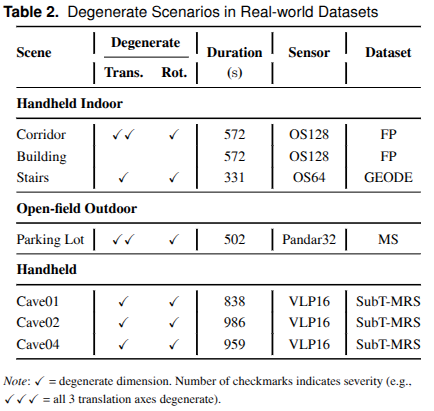 Table 2. Degenerate Scenarios in Real-world Datasets
Scene Degenerate Duration Sensor Dataset
Trans. Rot. (s)
Handheld Indoor
Corridor ✓✓ ✓ 572 OS128 FP
Building 572 OS128 FP
Stairs ✓ ✓ 331 OS64 GEODE
Open-field Outdoor
Parking Lot ✓✓ ✓ 502 Pandar32 MS
Handheld
Cave01 ✓ ✓ 838 VLP16 SubT-MRS
Cave02 ✓ ✓ 986 VLP16 SubT-MRS
Cave04 ✓ ✓ 959 VLP16 SubT-MRS
Note: ✓ = degenerate dimension. Number of checkmarks indicates severity (e.g.,
✓✓✓ = all 3 translation axes degenerate).